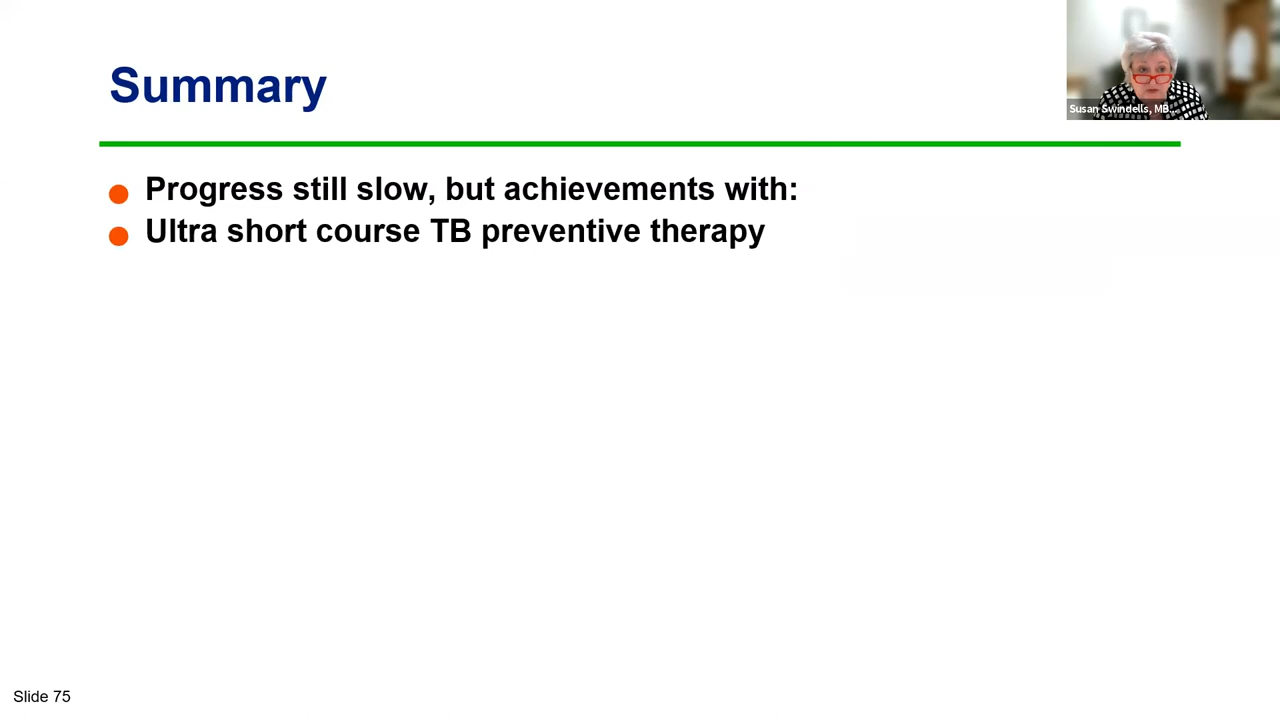 Summary
Susan Swindells, MB...
Progress still slow, but achievements with:
Ultra short course TB preventive therapy
Slide 75